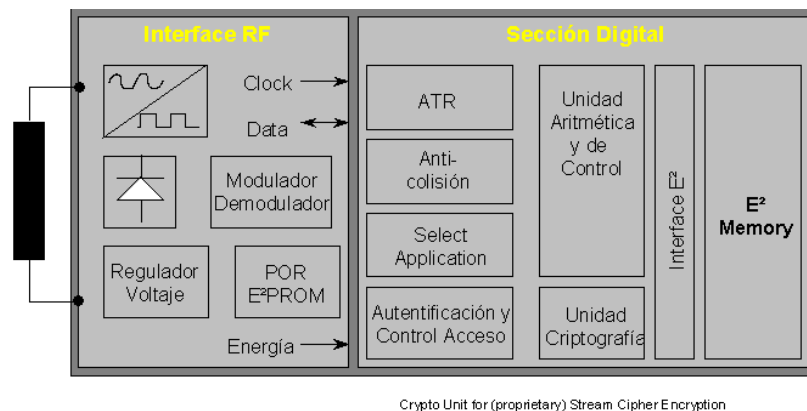 Interface RF
Clock
Data
Modulador
Demodulador
Regulador
Voltaje
POR
E²PROM
Energía
Sección Digital
ATR
Anti-
colisión
Select
Application
Autentificación y
Control Acceso
Unidad
Aritmética
y de
Control
Unidad
Criptografía
Interface E²
E²
Memory
Crypto Unit for (proprietary) Stream Cipher Encryption